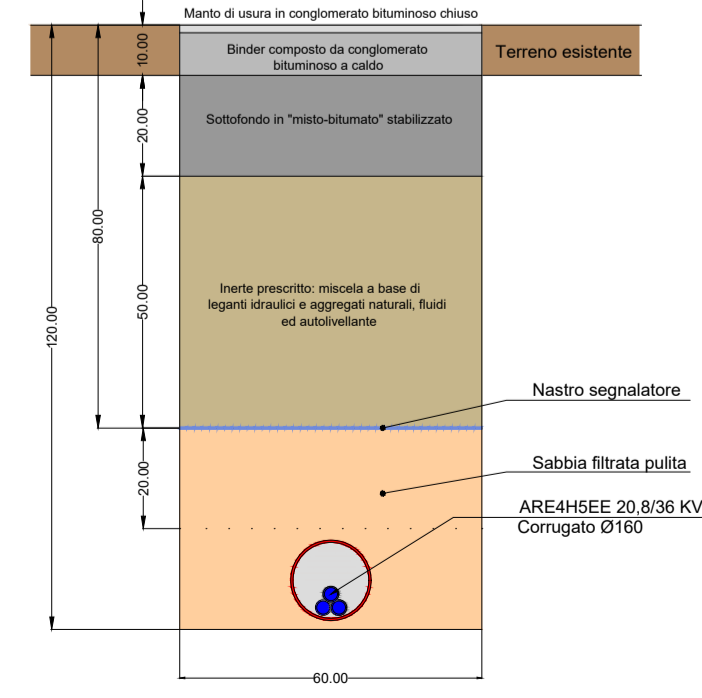 Manto di usura in conglomerato bituminoso chiuso
10.00
Binder composto da conglomerato
bituminoso a caldo
Terreno esistente
20.00
Sottofondo in "misto-bitumato" stabilizzato
80.00
120.00
50.00
Inerte prescritto: miscela a base di
leganti idraulici e aggregati naturali, fluidi
ed autolivellante
Nastro segnalatore
20.00
Sabbia filtrata pulita
ARE4H5EE 20,8/36 KV
Corrugato Ø160
60.00